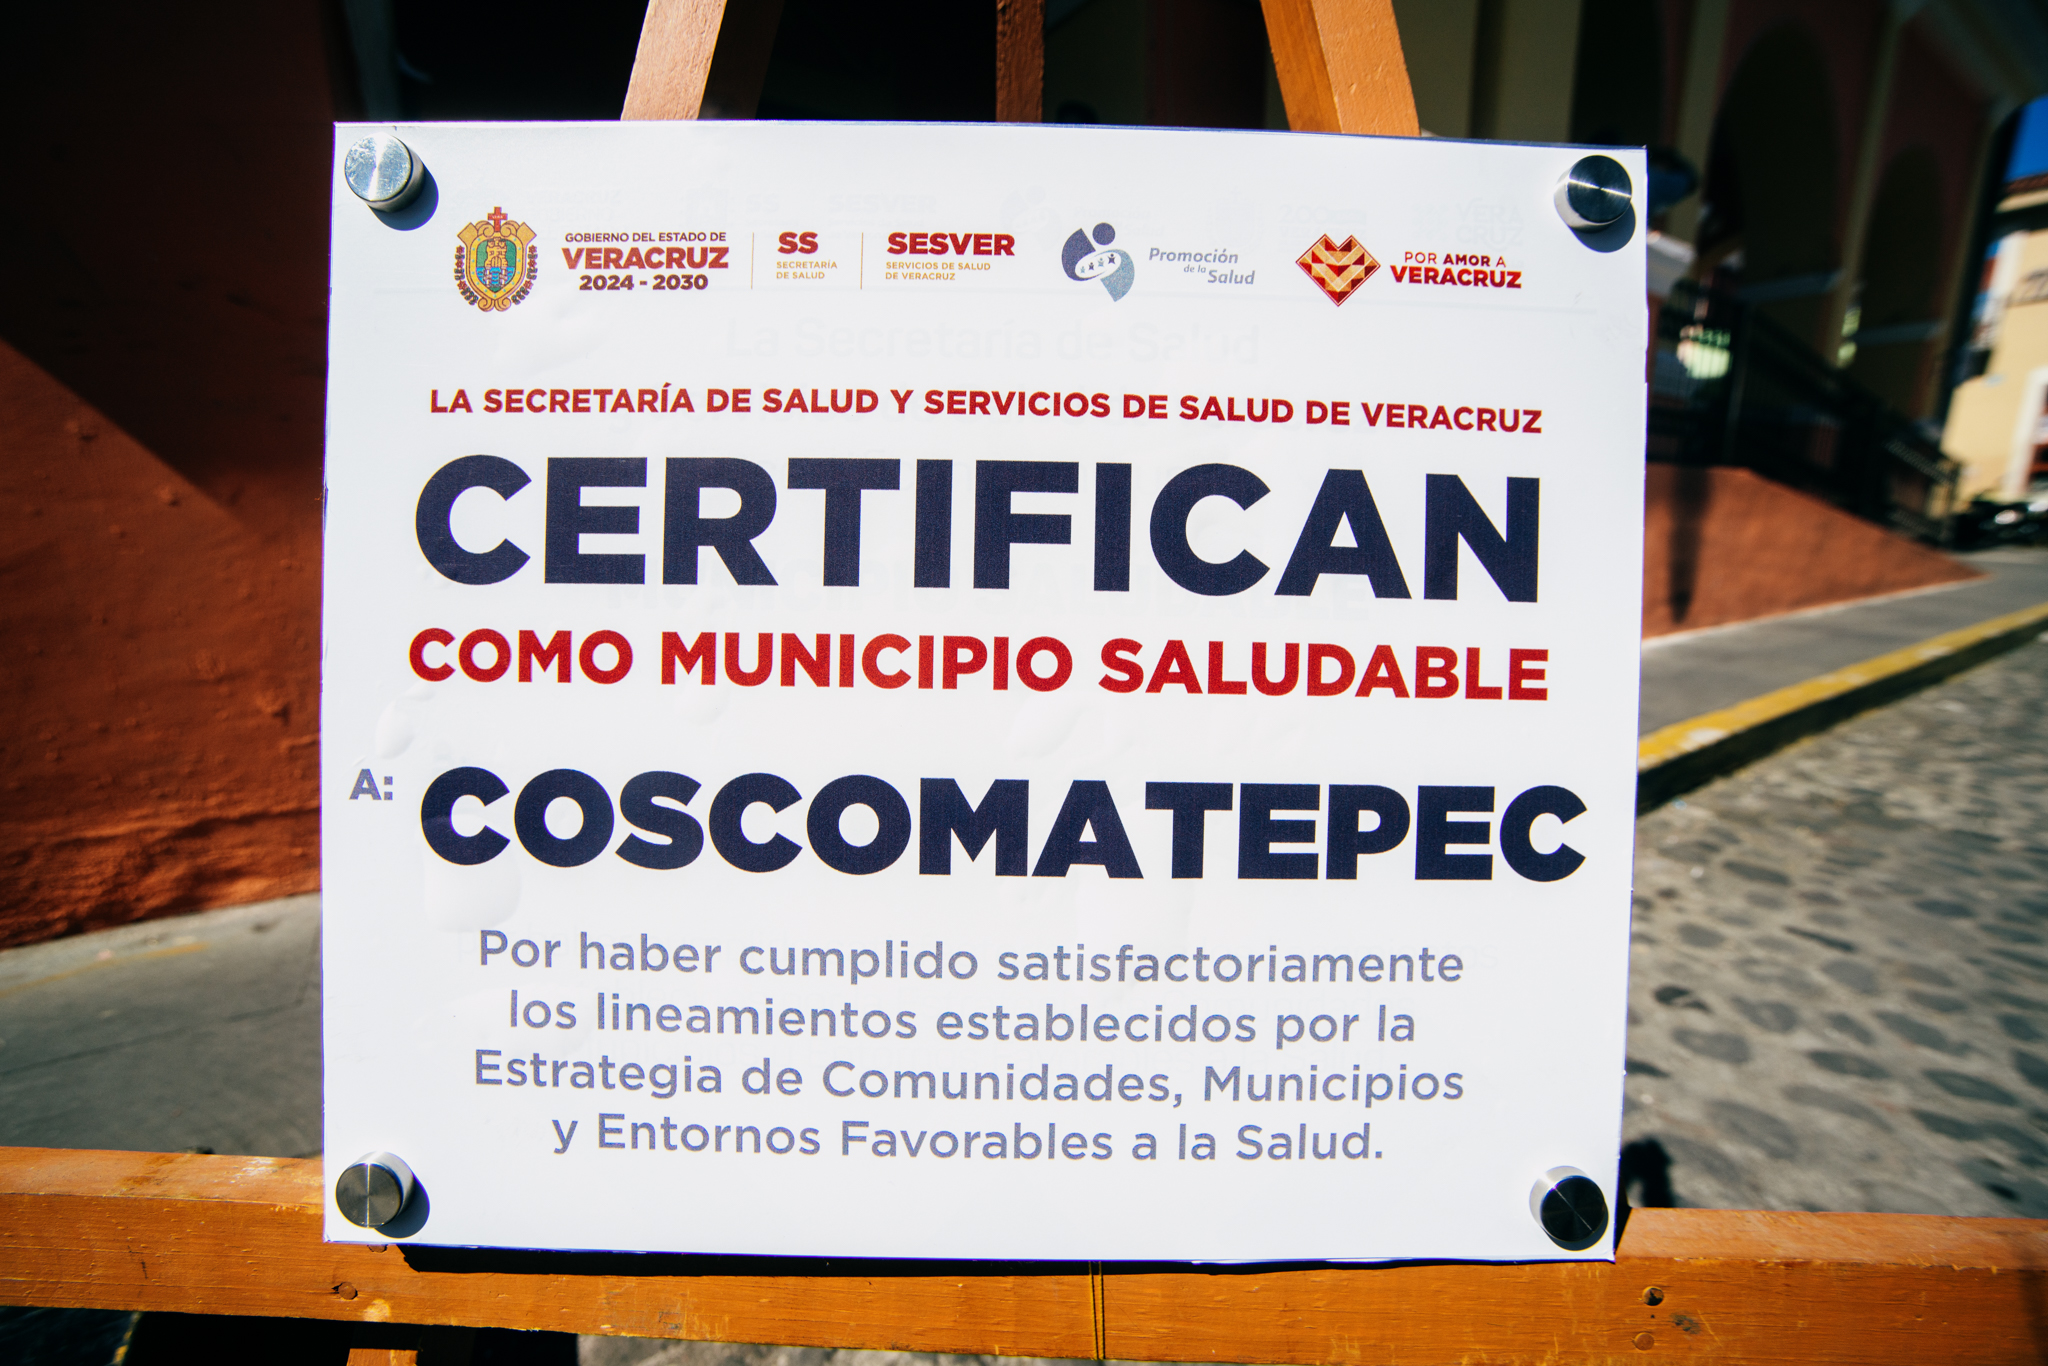 GOBIERNO DEL ESTADO DE
VERACRUZ
2024 - 2030
SS
SECRETARÍA
DE SALUD
SESVER
SERVICIOS DE SALUD
DE VERACRUZ
Promoción
de la
Salud
POR AMOR A
VERACRUZ
LA SECRETARÍA DE SALUD Y SERVICIOS DE SALUD DE VERACRUZ
CERTIFICAN
COMO MUNICIPIO SALUDABLE
A: COSCOMATEPEC
Por haber cumplido satisfactoriamente
los lineamientos establecidos por la
Estrategia de Comunidades, Municipios
y Entornos Favorables a la Salud.